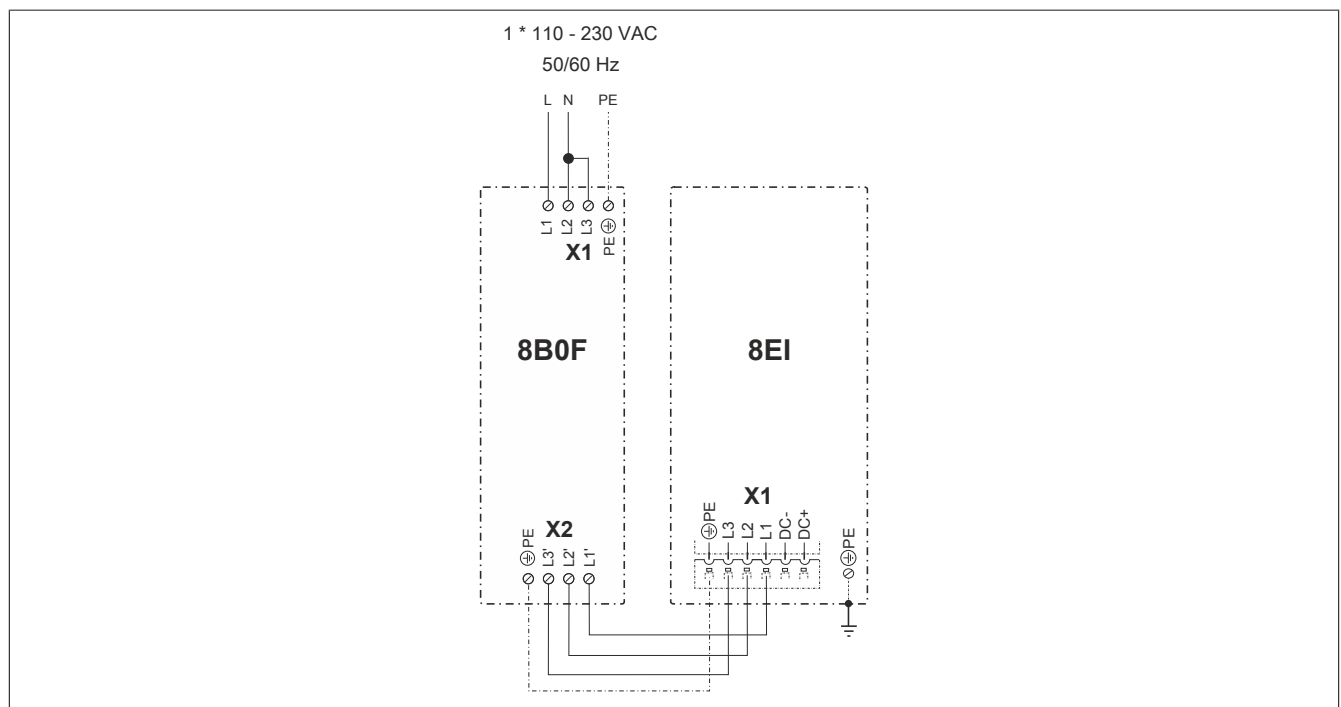 1 * 110 - 230 VAC
50/60 Hz
L N PE
L1 L2 L3 PE
X1
8B0F
8EI
X2
PE L3' L2' L1'
X1
PE L3 L2 L1 DC- DC+
PE